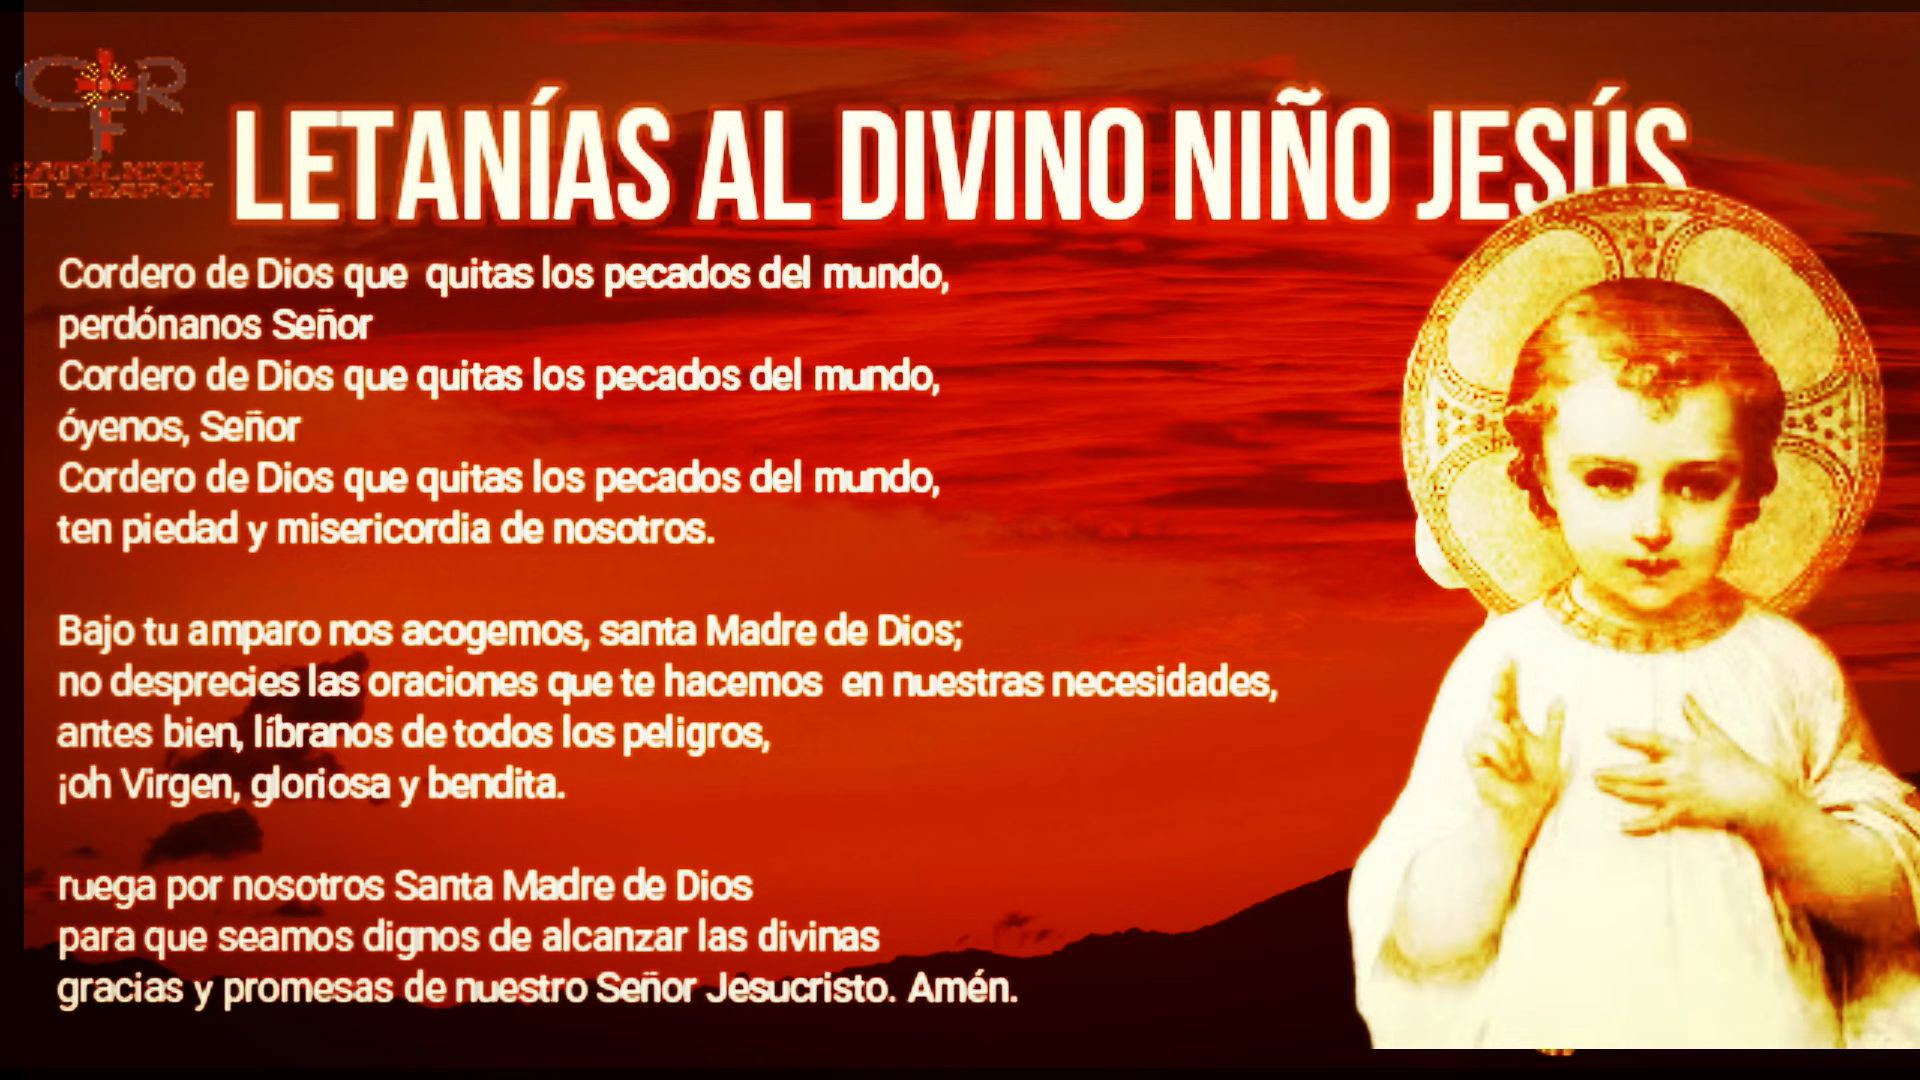 CFR
CATÓLICOS
FE Y RAZÓN
LETANÍAS AL DIVINO NIÑO JESÚS
Cordero de Dios que  quitas los pecados del mundo,
perdónanos Señor
Cordero de Dios que quitas los pecados del mundo,
óyenos, Señor
Cordero de Dios que quitas los pecados del mundo,
ten piedad y misericordia de nosotros.
Bajo tu amparo nos acogemos, santa Madre de Dios;
no desprecies las oraciones que te hacemos  en nuestras necesidades,
antes bien, líbranos de todos los peligros,
¡oh Virgen, gloriosa y bendita.
ruega por nosotros Santa Madre de Dios
para que seamos dignos de alcanzar las divinas
gracias y promesas de nuestro Señor Jesucristo. Amén.